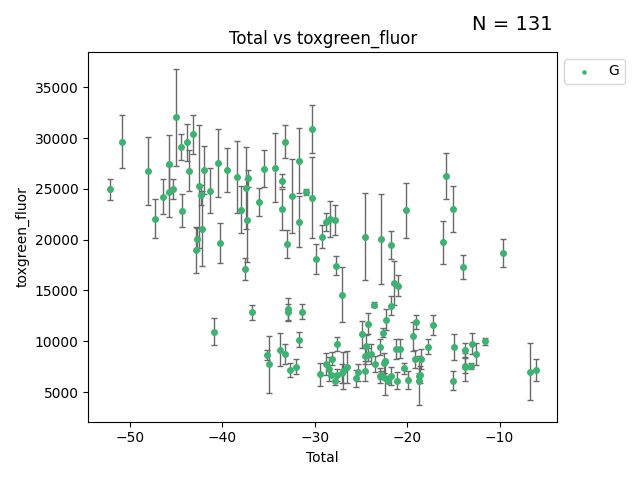 N = 131
Total vs toxgreen_fluor
G
toxgreen_fluor
35000
30000
25000
20000
15000
10000
5000
−50 −40 −30 −20 −10
Total